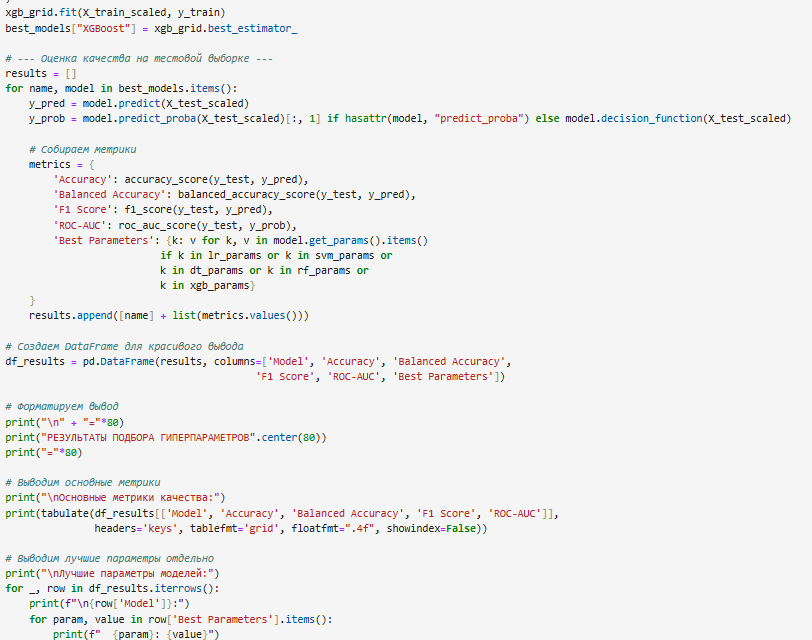 xgb_grid.fit(X_train_scaled, y_train)
best_models["XGBoost"] = xgb_grid.best_estimator_
# --- Оценка качества на тестовой выборке ---
results = []
for name, model in best_models.items():
    y_pred = model.predict(X_test_scaled)
    y_prob = model.predict_proba(X_test_scaled)[:, 1] if hasattr(model, "predict_proba") else model.decision_function(X_test_scaled)
    # Собираем метрики
    metrics = {
        'Accuracy': accuracy_score(y_test, y_pred),
        'Balanced Accuracy': balanced_accuracy_score(y_test, y_pred),
        'F1 Score': f1_score(y_test, y_pred),
        'ROC-AUC': roc_auc_score(y_test, y_prob),
        'Best Parameters': {k: v for k, v in model.get_params().items()
                          if k in lr_params or k in svm_params or
                          k in dt_params or k in rf_params or
                          k in xgb_params}
    }
    results.append([name] + list(metrics.values()))
# Создаем DataFrame для красивого вывода
df_results = pd.DataFrame(results, columns=['Model', 'Accuracy', 'Balanced Accuracy',
                                          'F1 Score', 'ROC-AUC', 'Best Parameters'])
# Форматируем вывод
print("\n" + "="*80)
print("РЕЗУЛЬТАТЫ ПОДБОРА ГИПЕРПАРАМЕТРОВ".center(80))
print("="*80)
# Выводим основные метрики
print("\nОсновные метрики качества:")
print(tabulate(df_results[['Model', 'Accuracy', 'Balanced Accuracy', 'F1 Score', 'ROC-AUC']],
               headers='keys', tablefmt='grid', floatfmt=".4f", showindex=False))
# Выводим лучшие параметры отдельно
print("\nЛучшие параметры моделей:")
for _, row in df_results.iterrows():
    print(f"\n{row['Model']}:")
    for param, value in row['Best Parameters'].items():
        print(f"  {param}: {value}")